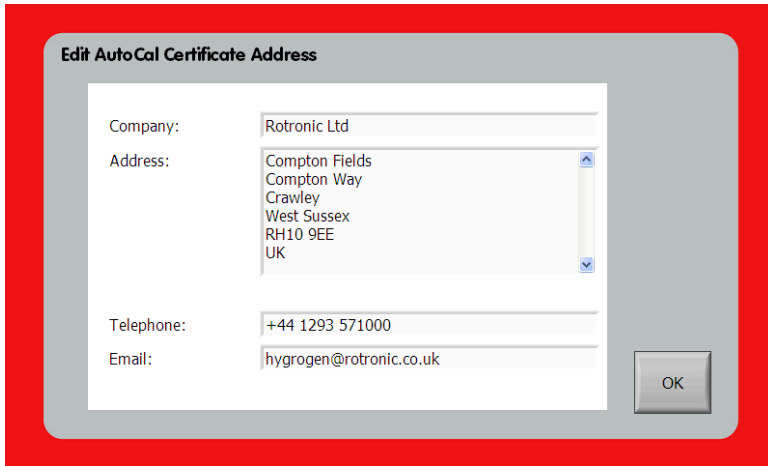 Edit AutoCal Certificate Address
Company: Rotronic Ltd
Address: Compton Fields
Compton Way
Crawley
West Sussex
RH10 9EE
UK
Telephone: +44 1293 571000
Email: hygrogen@rotronic.co.uk
OK